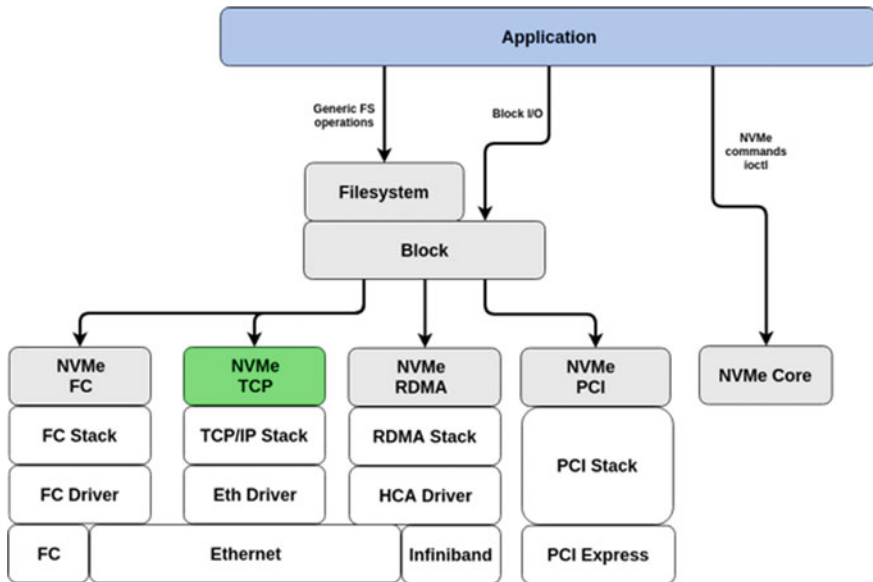 Application
Generic FS
operations
Block I/O
NVMe
commands
ioctl
Filesystem
Block
NVMe
FC
NVMe
TCP
NVMe
RDMA
NVMe
PCI
NVMe Core
FC Stack
TCP/IP Stack
RDMA Stack
PCI Stack
FC Driver
Eth Driver
HCA Driver
FC
Ethernet
Infiniband
PCI Express